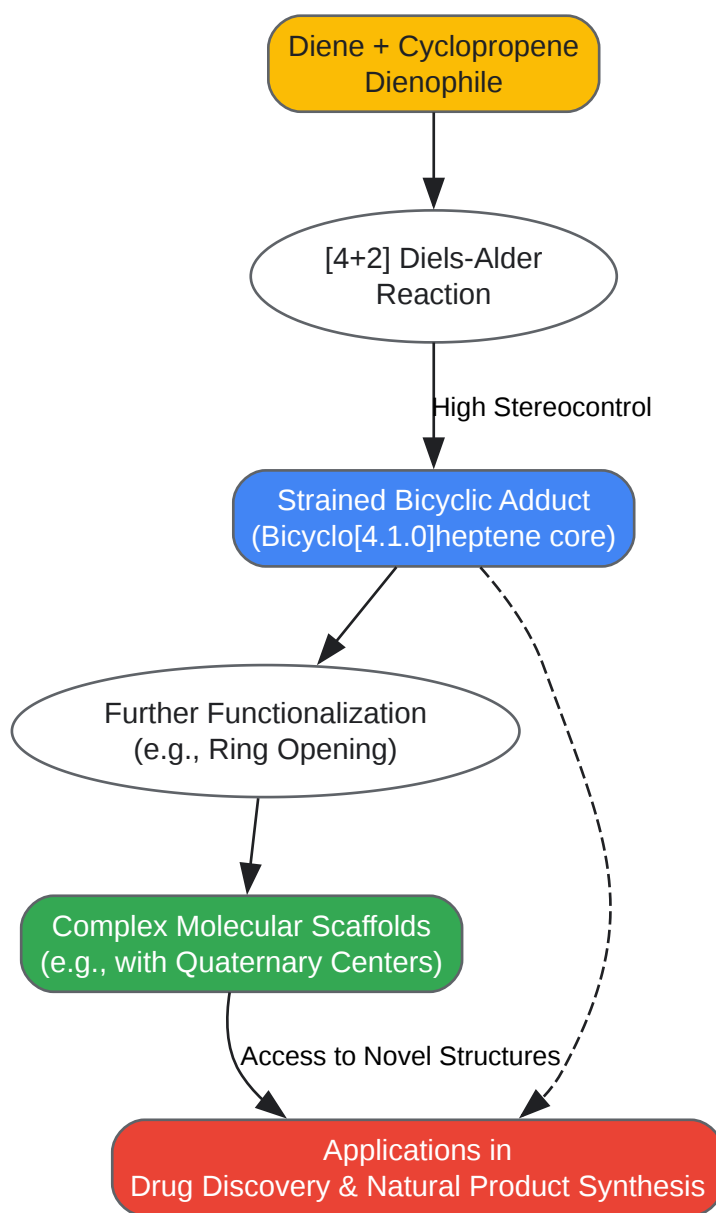 Diene + Cyclopropene
Dienophile
[4+2] Diels-Alder
Reaction
High Stereocontrol
Strained Bicyclic Adduct
(Bicyclo[4.1.0]heptene core)
Further Functionalization
(e.g., Ring Opening)
Complex Molecular Scaffolds
(e.g., with Quaternary Centers)
Access to Novel Structures
Applications in
Drug Discovery & Natural Product Synthesis